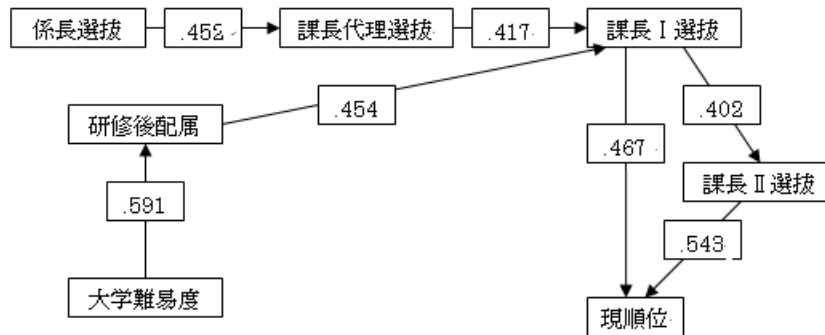 係長選抜 .452 課長代理選抜 .417 課長Ⅰ選抜
.454 .402
研修後配属 .467
課長Ⅱ選抜
.591
.543
大学難易度
現順位